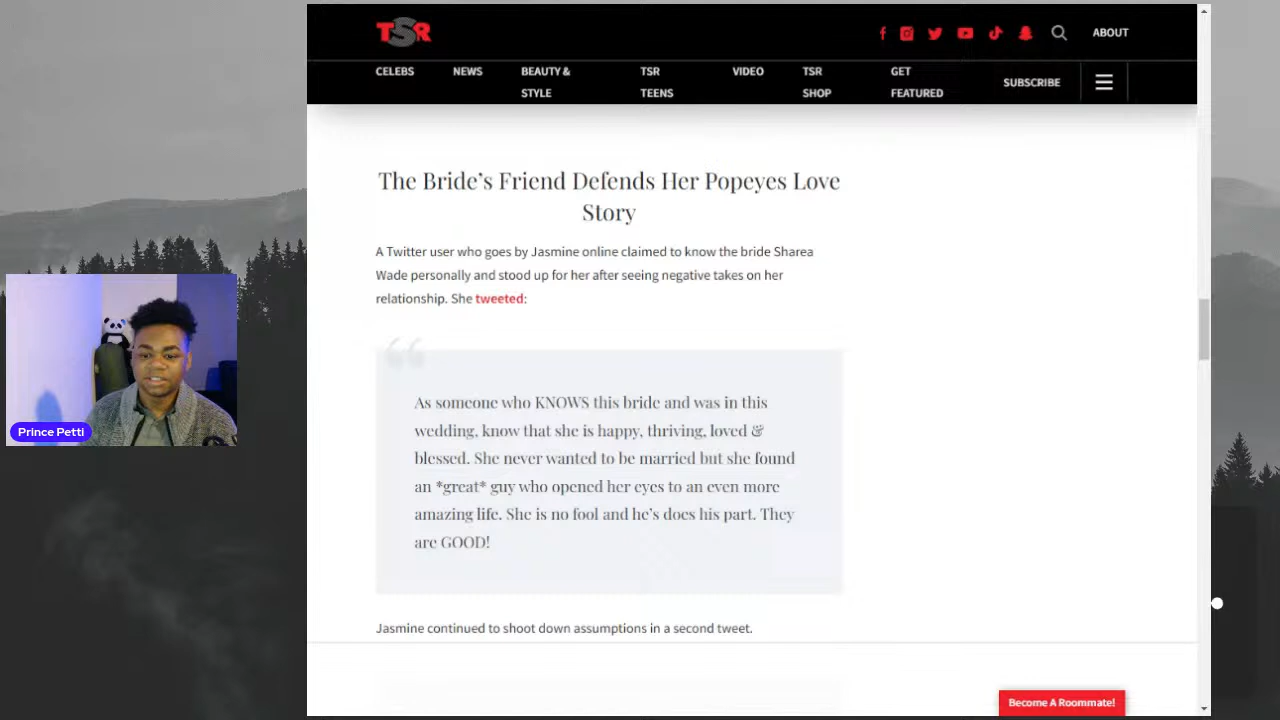 TSR
ABOUT
CELEBS
NEWS
BEAUTY &
STYLE
TSR
TEENS
VIDEO
TSR
SHOP
GET
FEATURED
SUBSCRIBE
The Bride's Friend Defends Her Popeyes Love
Story
A Twitter user who goes by Jasmine online claimed to know the bride Sharea
Wade personally and stood up for her after seeing negative takes on her
relationship. She tweeted:
As someone who KNOWS this bride and was in this
wedding, know that she is happy, thriving, loved &
blessed. She never wanted to be married but she found
an *great* guy who opened her eyes to an even more
amazing life. She is no fool and he's does his part. They
are GOOD!
Jasmine continued to shoot down assumptions in a second tweet.
Become A Roommate!
Prince Petti